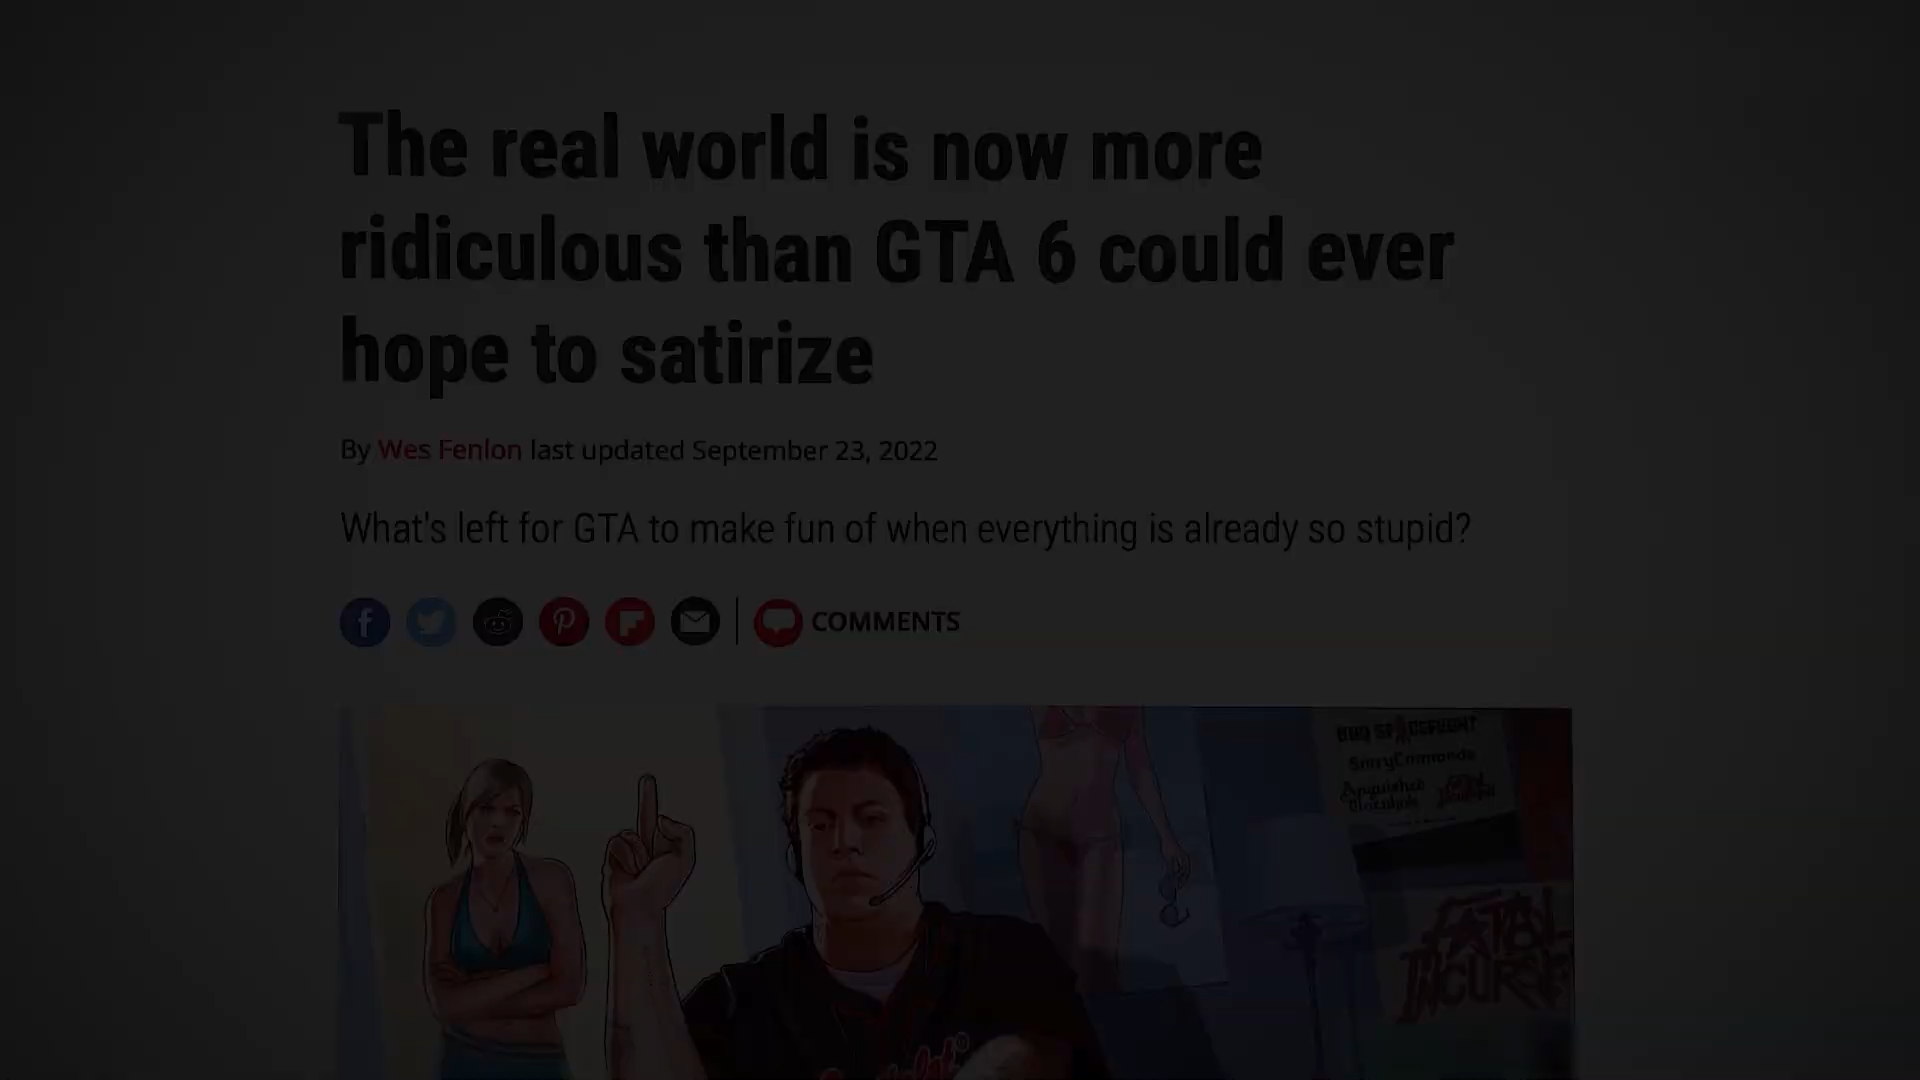 The real world is now more
ridiculous than GTA 6 could ever
hope to satirize
By Wes Fenlon last updated September 23, 2022
What's left for GTA to make fun of when everything is already so stupid?
COMMENTS
FATAL
INCURSION